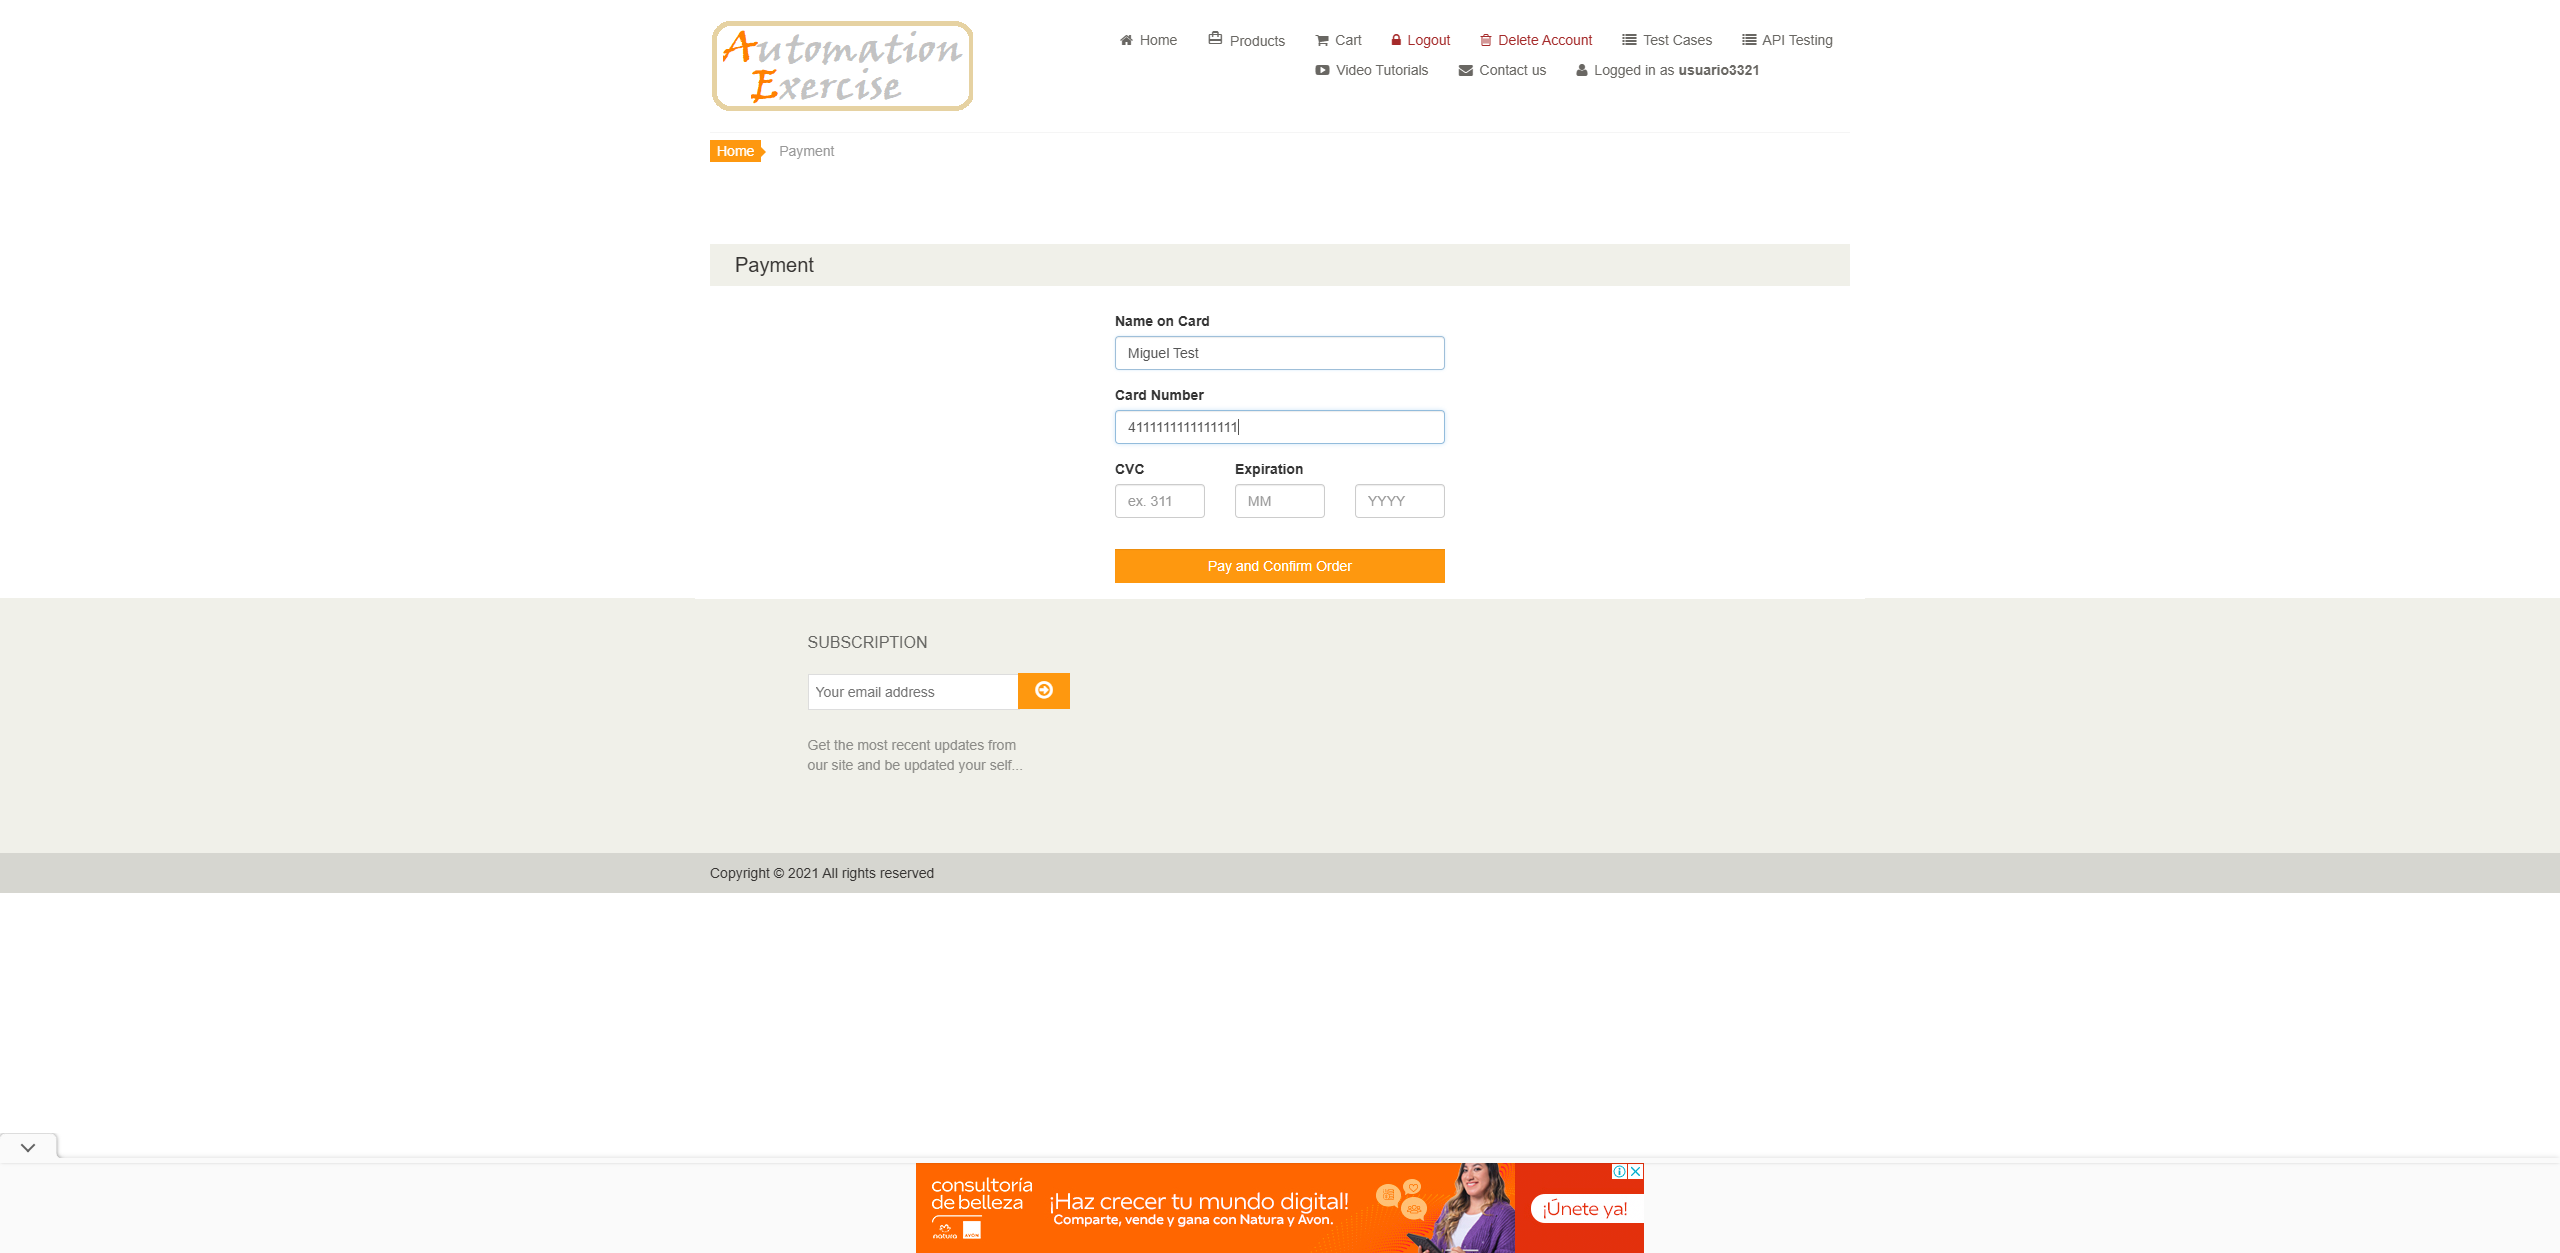 Automation
Exercise
Home
Products
Cart
Logout
Delete Account
Test Cases
API Testing
Video Tutorials
Contact us
Logged in as usuario3321
Home
Payment
Payment
Name on Card
Miguel Test
Card Number
4111111111111111
CVC
Expiration
ex. 311
MM
YYYY
Pay and Confirm Order
SUBSCRIPTION
Your email address
Get the most recent updates from
our site and be updated your self...
Copyright © 2021 All rights reserved
consultoría
de belleza
natura
AVON
¡Haz crecer tu mundo digital!
Comparte, vende y gana con Natura y Avon.
¡Únete ya!